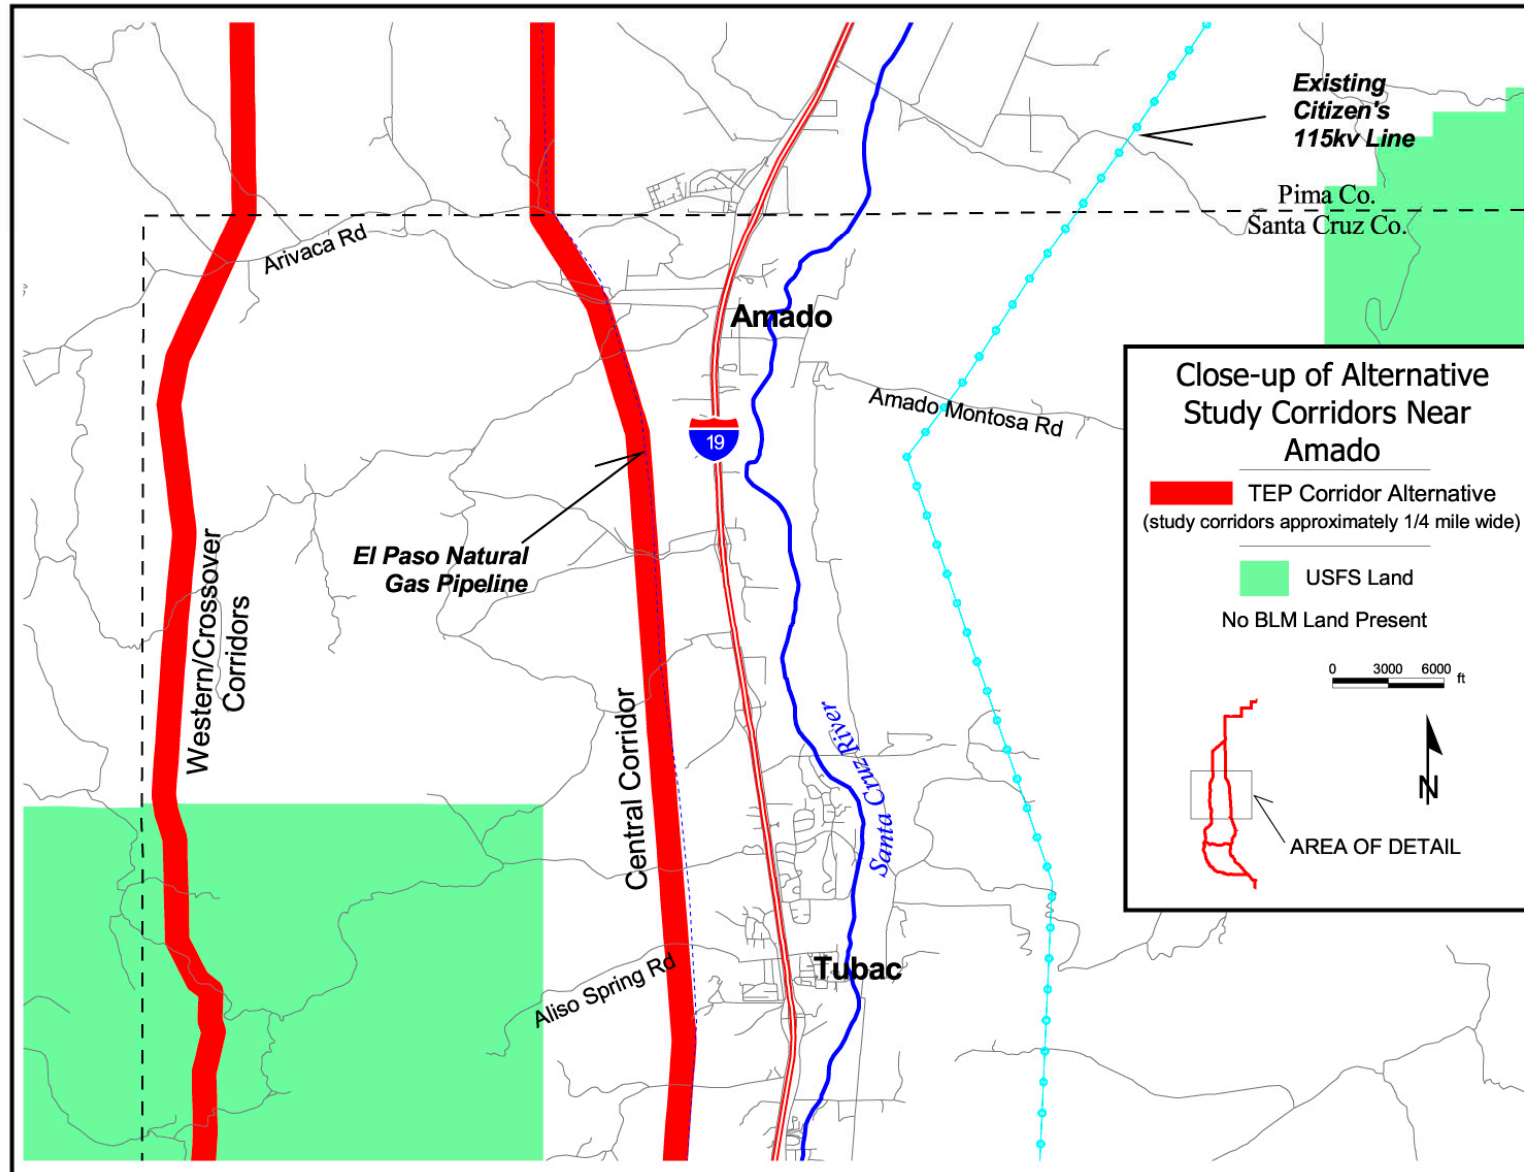 Existing
Citizen's
115kv Line
Pima Co.
Santa Cruz Co.
Arivaca Rd
Amado
Amado Montosa Rd
19
El Paso Natural
Gas Pipeline
Western/Crossover
Corridors
Central Corridor
Santa Cruz River
Tubac
Aliso Spring Rd
Close-up of Alternative
Study Corridors Near
Amado
TEP Corridor Alternative
(study corridors approximately 1/4 mile wide)
USFS Land
No BLM Land Present
0 3000 6000 ft
N
AREA OF DETAIL